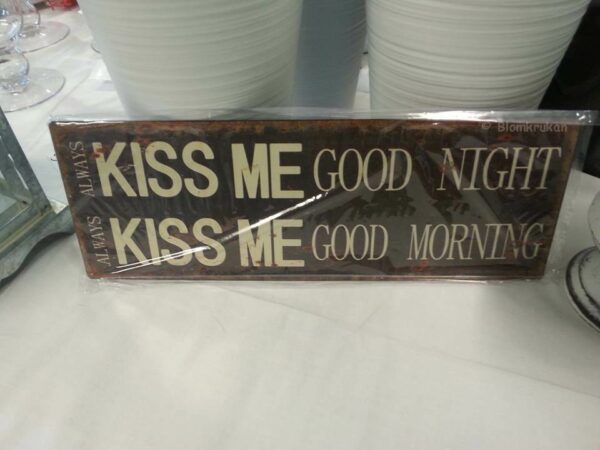 © Blomkrukan
ALWAYS KISS ME GOOD NIGHT
ALWAYS KISS ME GOOD MORNING